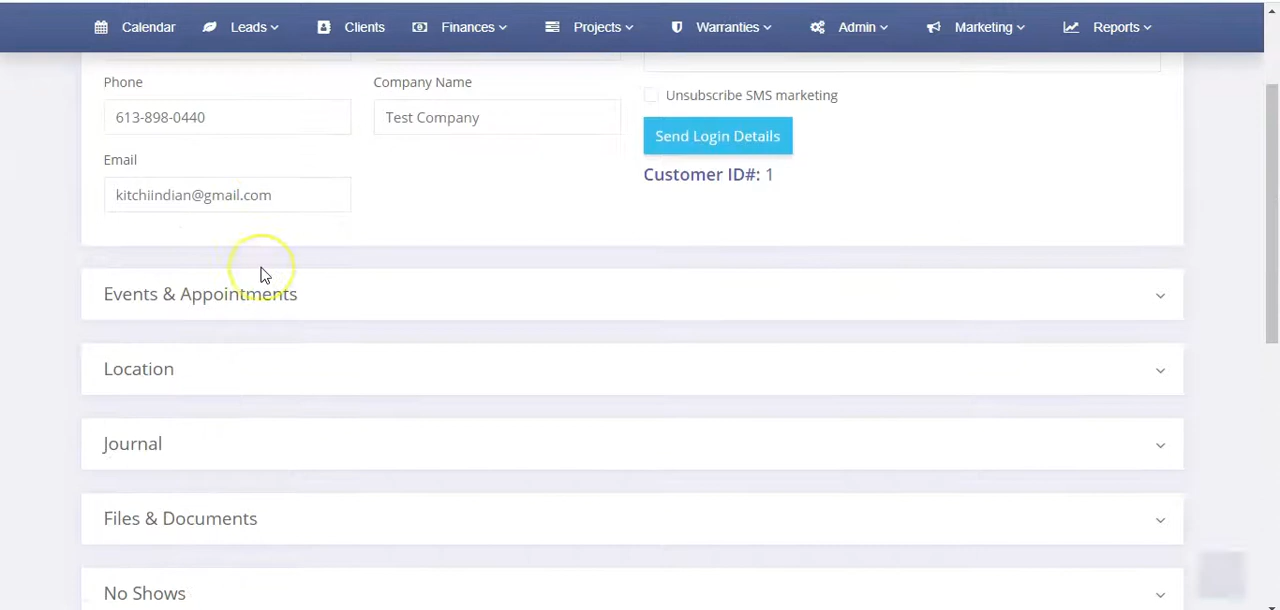 Calendar Leads Clients Finances Projects Warranties Admin Marketing Reports
Phone Company Name
613-898-0440 Test Company
Unsubscribe SMS marketing
Send Login Details
Email
Customer ID#: 1
kitchiindian@gmail.com
Events & Appointments
Location
Journal
Files & Documents
No Shows